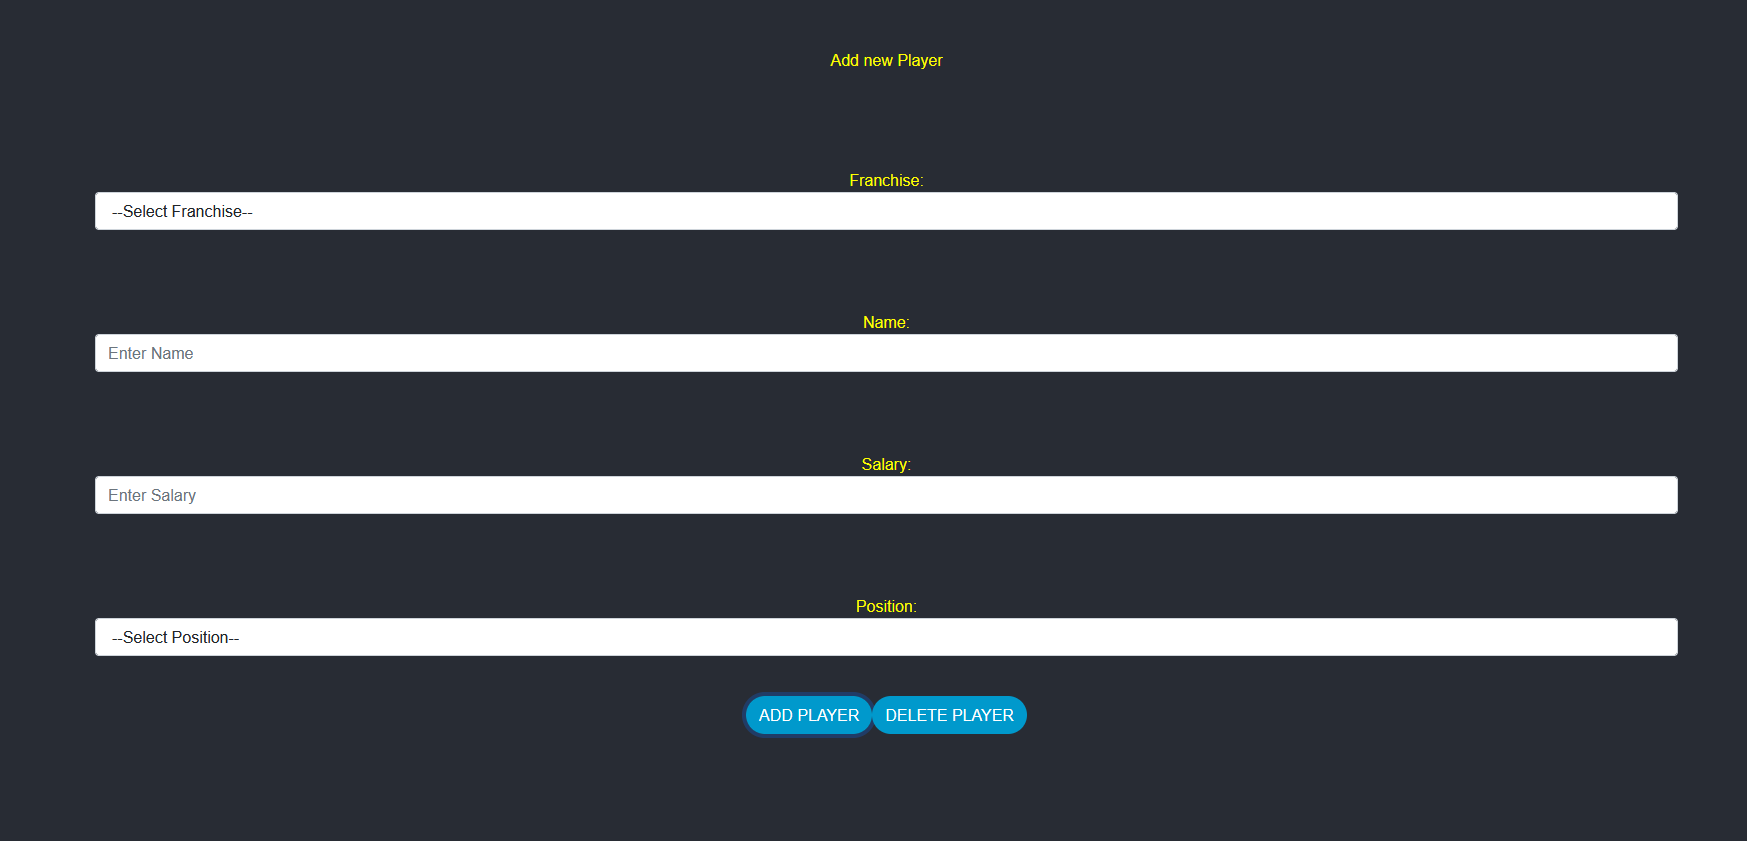 Add new Player
Franchise:
--Select Franchise--
Name:
Enter Name
Salary:
Enter Salary
Position:
--Select Position--
ADD PLAYER DELETE PLAYER